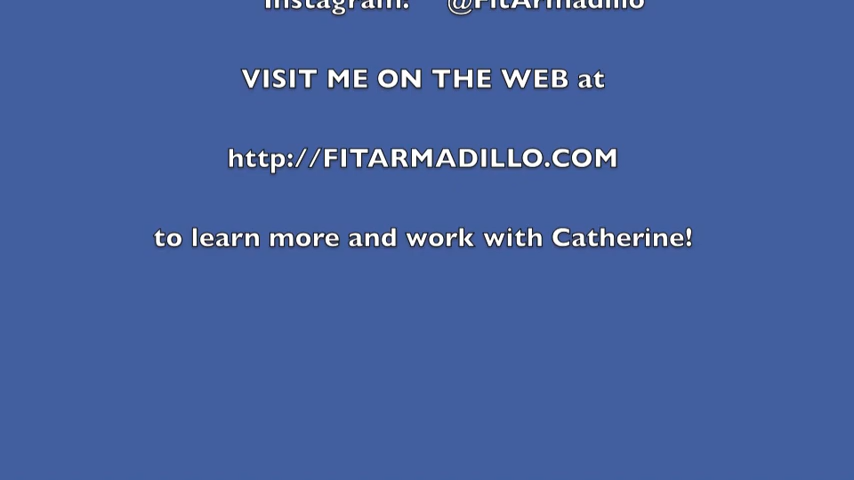 Instagram: @FitArmadillo
VISIT ME ON THE WEB at
http://FITARMADILLO.COM
to learn more and work with Catherine!